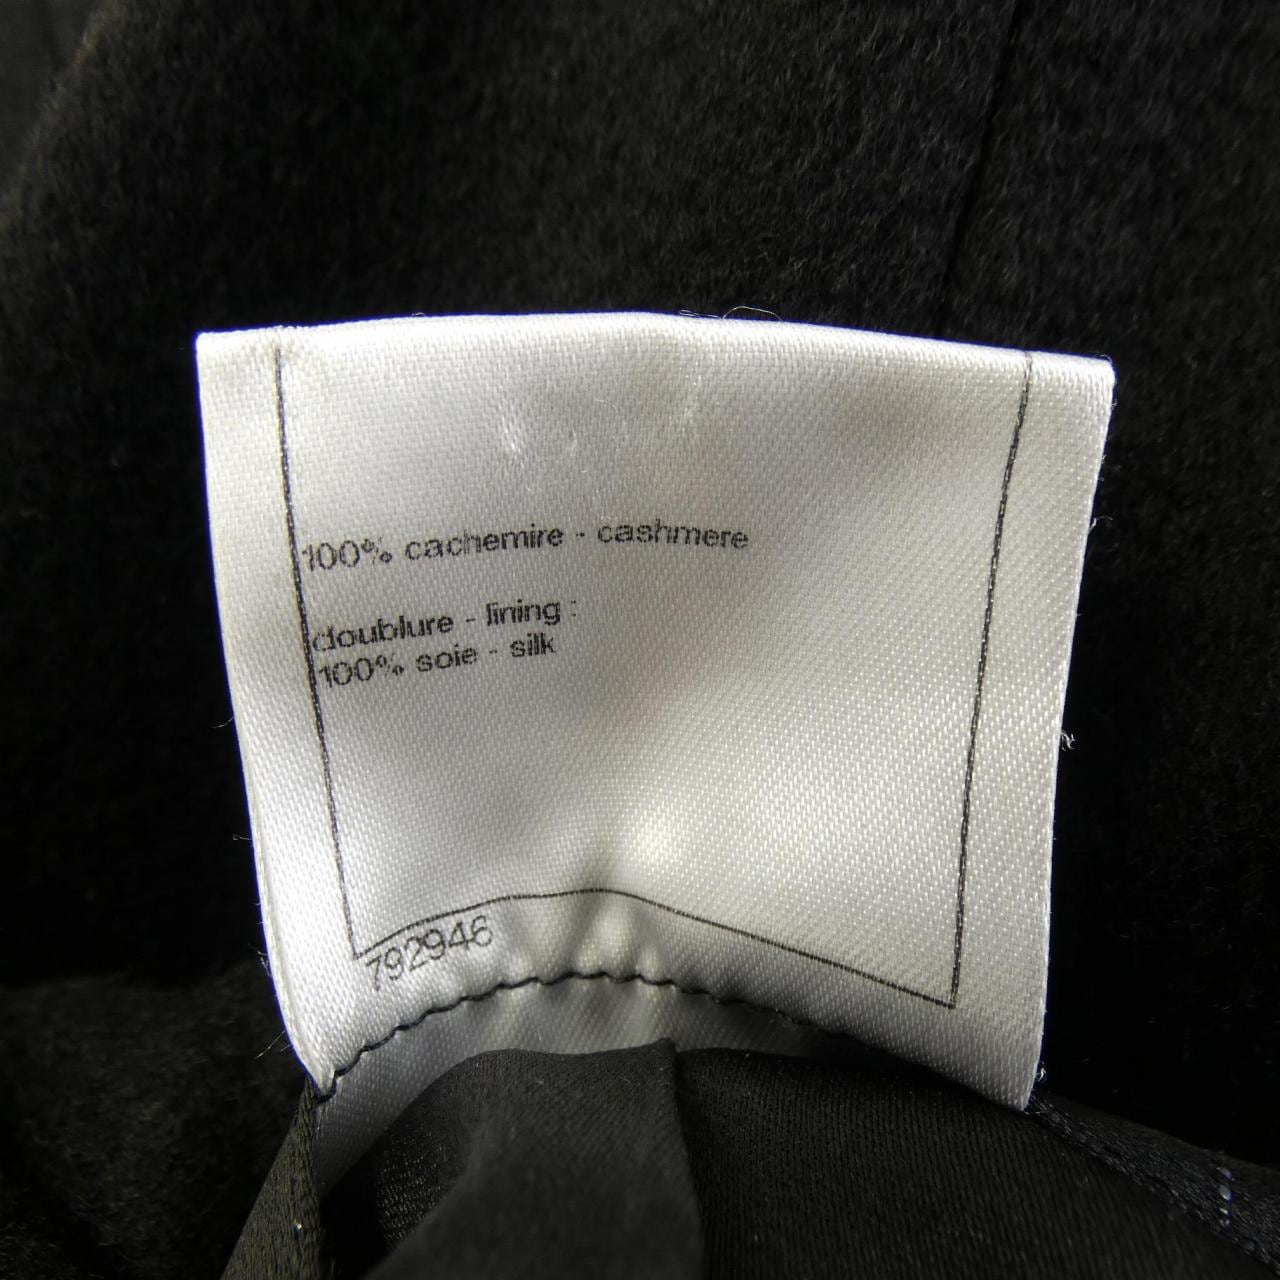 100% cachemire - cashmere
doublure - lining :
100% soie - silk
792946